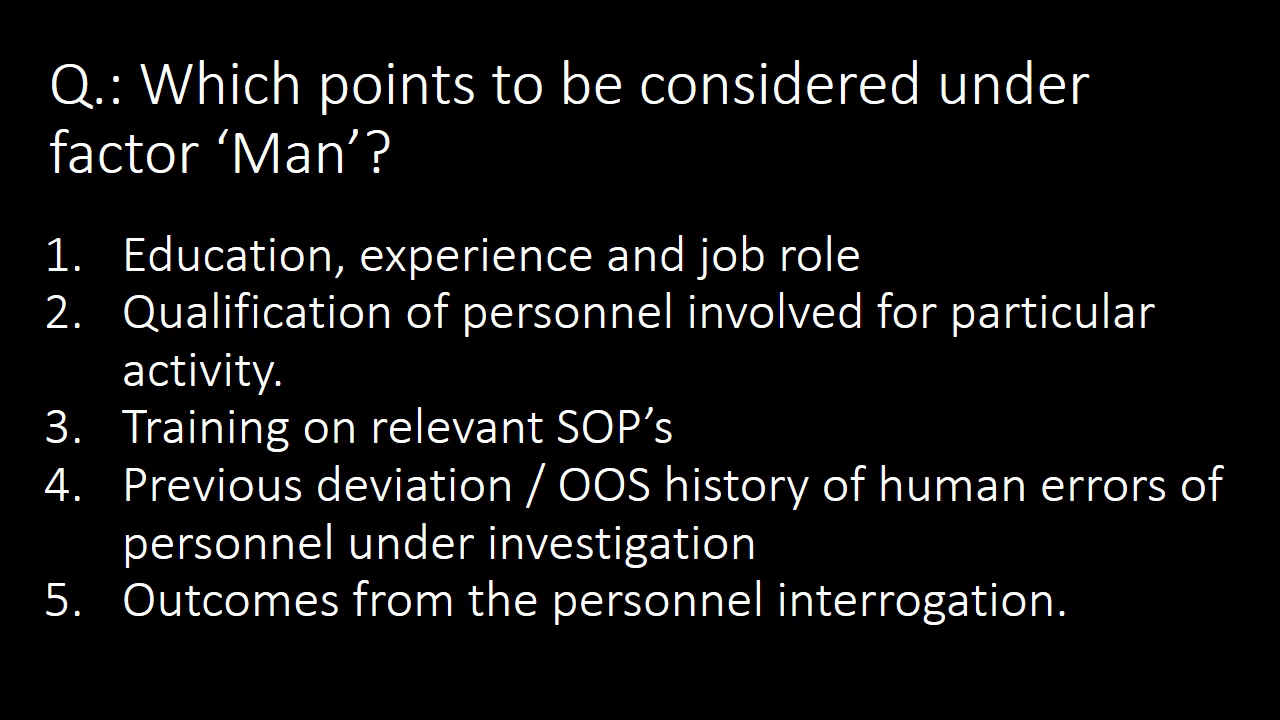 Q.: Which points to be considered under
factor ‘Man’?
1. Education, experience and job role
2. Qualification of personnel involved for particular
activity.
3. Training on relevant SOP’s
4. Previous deviation / OOS history of human errors of
personnel under investigation
5. Outcomes from the personnel interrogation.